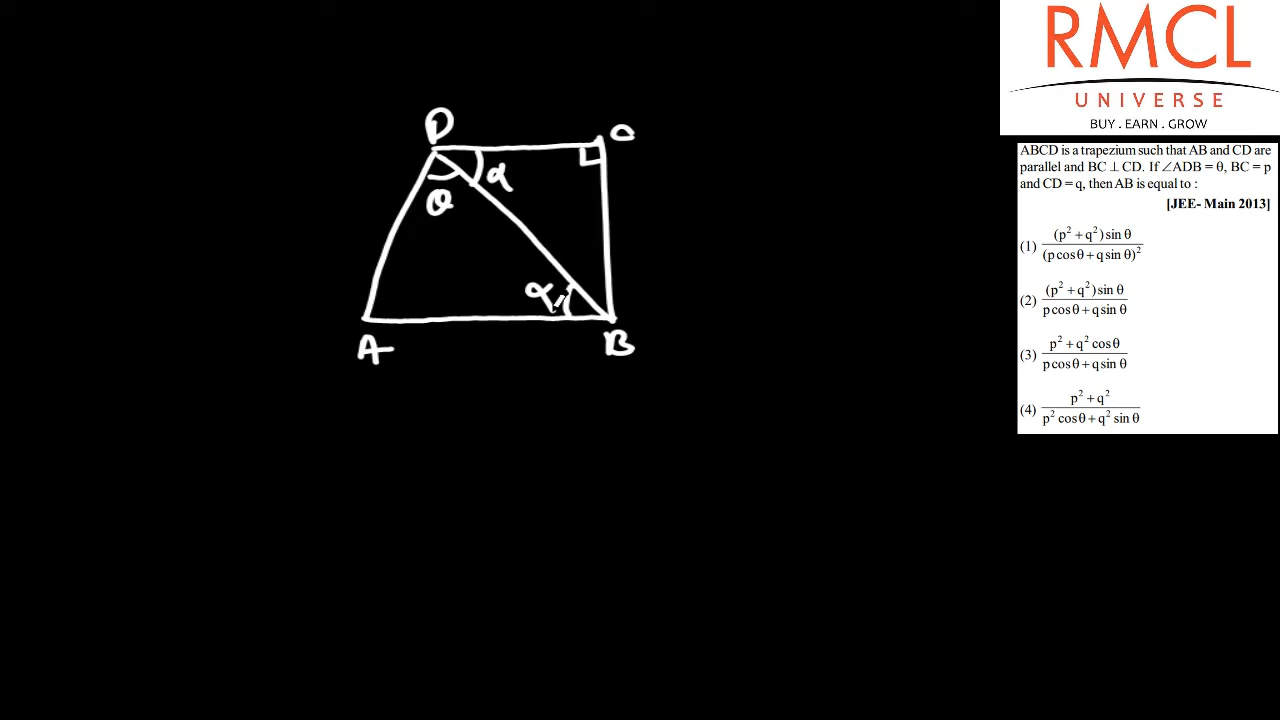 RMCL
UNIVERSE
BUY . EARN . GROW
ABCD is a trapezium such that AB and CD are
parallel and BC ⊥ CD. If ∠ADB = θ, BC = p
and CD = q, then AB is equal to :
[JEE- Main 2013]
(1) (p² + q²) sin θ / (p cos θ + q sin θ)²
(2) (p² + q²) sin θ / p cos θ + q sin θ
(3) p² + q² cos θ / p cos θ + q sin θ
(4) p² + q² / p² cos θ + q² sin θ
D C
α
θ
α
A B